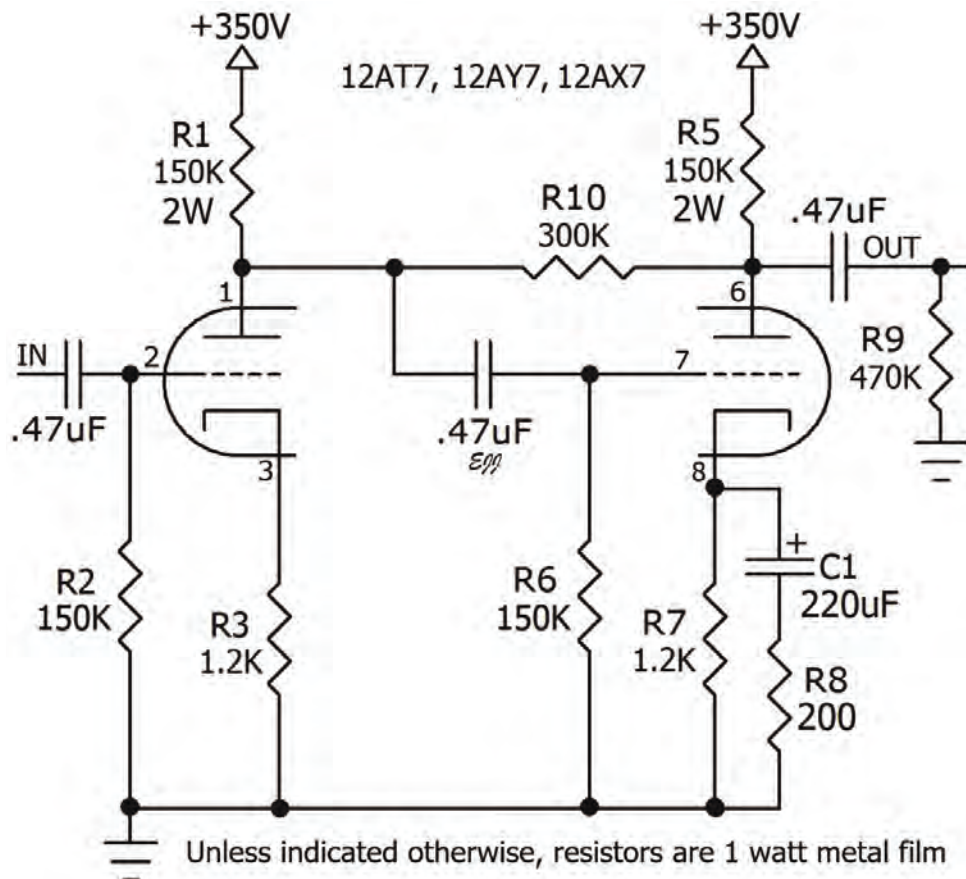 +350V
+350V
12AT7, 12AY7, 12AX7
R1
150K
2W
R5
150K
2W
R10
300K
.47uF
OUT
1
6
IN
2
7
R9
470K
.47uF
.47uF
3
8
+
C1
220uF
R2
150K
R3
1.2K
R6
150K
R7
1.2K
R8
200
Unless indicated otherwise, resistors are 1 watt metal film